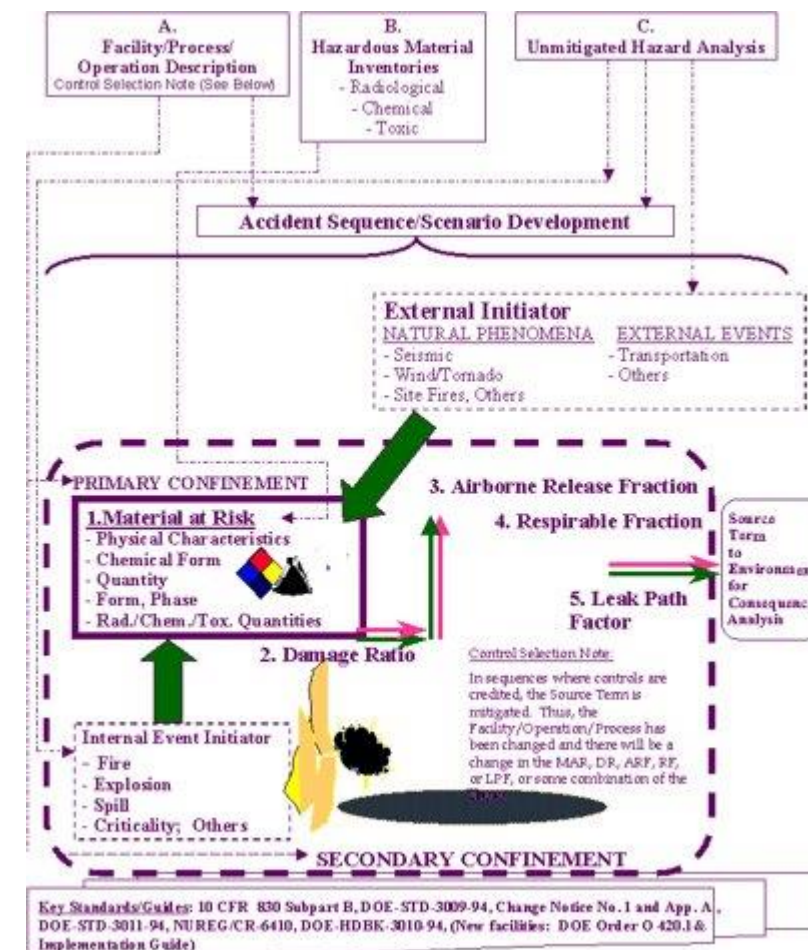 A.
Facility/Process/
Operation Description
Control Selection Note (See Below)
B.
Hazardous Material
Inventories
- Radiological
- Chemical
- Toxic
C.
Unmitigated Hazard Analysis
Accident Sequence/Scenario Development
External Initiator
NATURAL PHENOMENA
- Seismic
- Wind/Tornado
- Site Fires, Others
EXTERNAL EVENTS
- Transportation
- Others
PRIMARY CONFINEMENT
1.Material at Risk
- Physical Characteristics
- Chemical Form
- Quantity
- Form, Phase
- Rad./Chem./Tox. Quantities
2. Damage Ratio
3. Airborne Release Fraction
4. Respirable Fraction
5. Leak Path
Factor
Source
Term
to
Environmen
for
Consequenc
Analysis
Control Selection Note:
In sequences where controls are
credited, the Source Term is
mitigated. Thus, the
Facility/Operation/Process has
been changed and there will be a
change in the MAR, DR, ARF, RF,
or LPF, or some combination of the
Internal Event Initiator
- Fire
- Explosion
- Spill
- Criticality; Others
SECONDARY CONFINEMENT
Key Standards/Guides: 10 CFR 830 Subpart B, DOE-STD-3009-94, Change Notice No. 1 and App. A,
DOE-STD-3011-94, NUREG/CR-6410, DOE-HDBK-3010-94, (New facilities: DOE Order O 420.1 &
Implementation Guide)